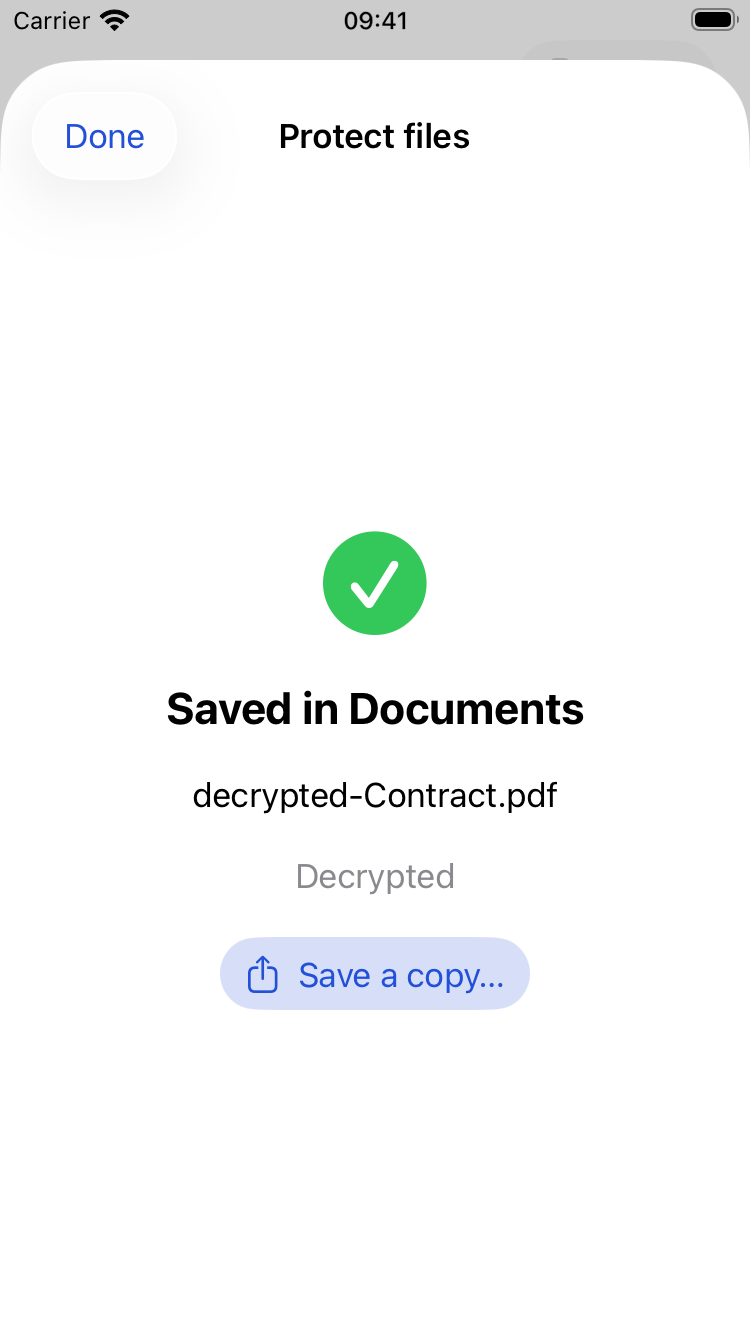 Carrier
09:41
Done
Protect files
Saved in Documents
decrypted-Contract.pdf
Decrypted
Save a copy...